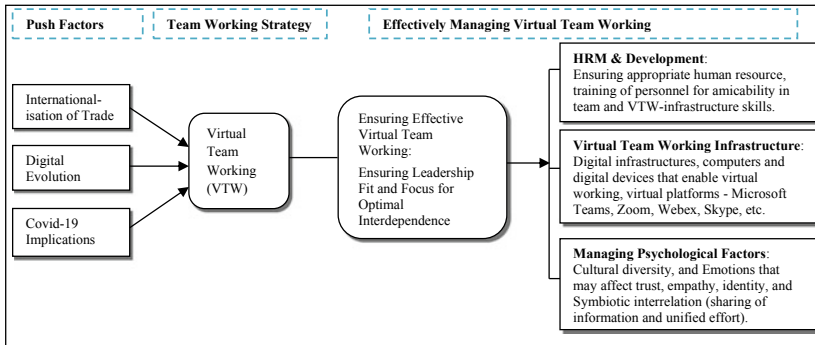 Push Factors
Team Working Strategy
Effectively Managing Virtual Team Working
International-
isation of Trade
Digital
Evolution
Covid-19
Implications
Virtual
Team
Working
(VTW)
Ensuring Effective
Virtual Team
Working:
Ensuring Leadership
Fit and Focus for
Optimal
Interdependence
HRM & Development:
Ensuring appropriate human resource,
training of personnel for amicability in
team and VTW-infrastructure skills.
Virtual Team Working Infrastructure:
Digital infrastructures, computers and
digital devices that enable virtual
working, virtual platforms - Microsoft
Teams, Zoom, Webex, Skype, etc.
Managing Psychological Factors:
Cultural diversity, and Emotions that
may affect trust, empathy, identity, and
Symbiotic interrelation (sharing of
information and unified effort).